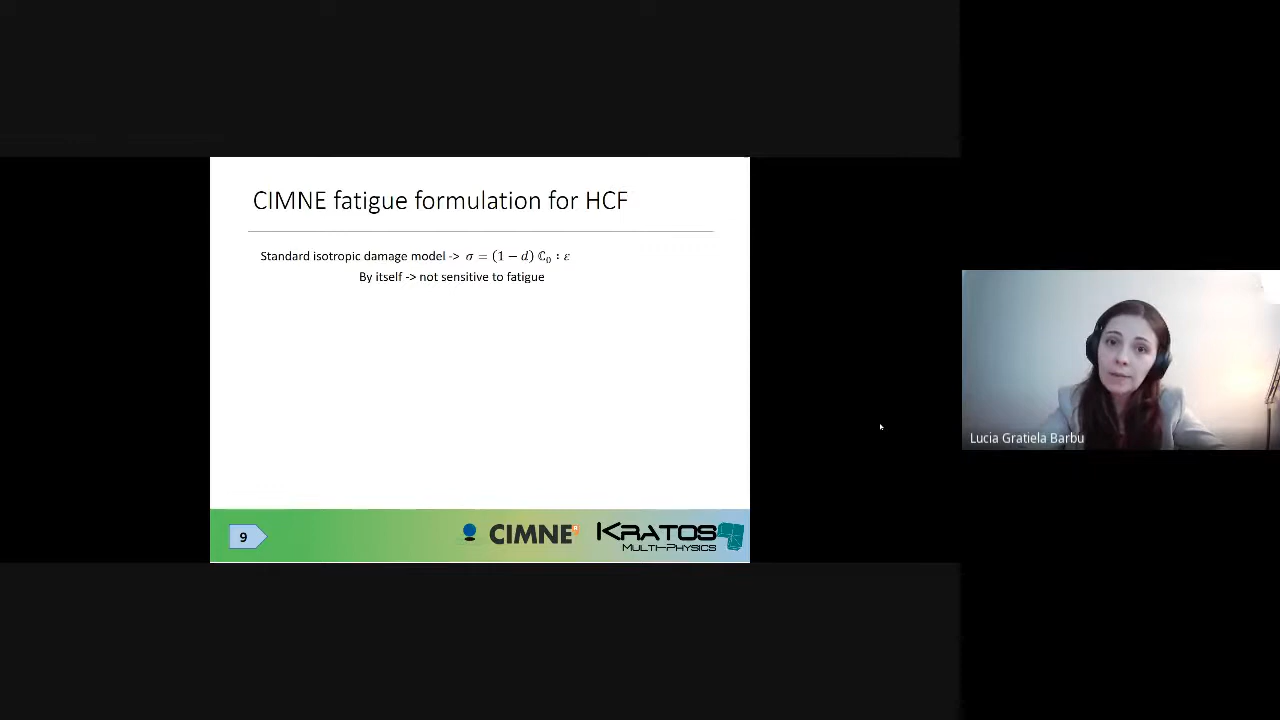 CIMNE fatigue formulation for HCF
Standard isotropic damage model -> σ = (1 − d) ℂ₀ : ε
By itself -> not sensitive to fatigue
Lucia Gratiela Barbu
9
CIMNE R
KRATOS
MULTI-PHYSICS